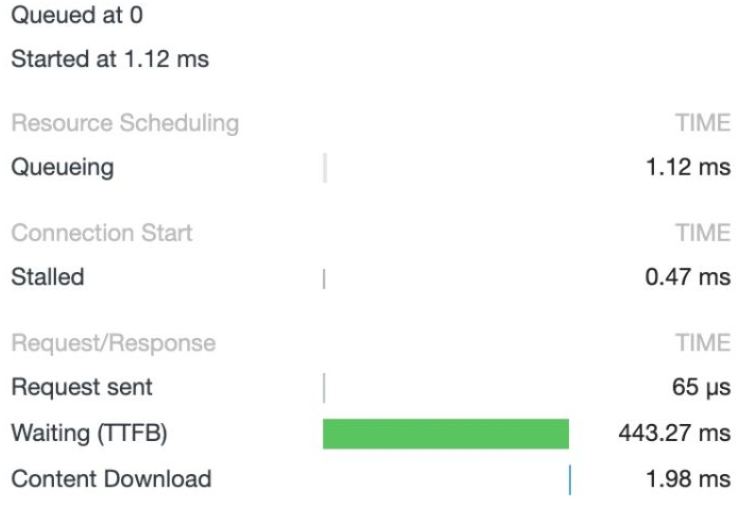 Queued at 0
Started at 1.12 ms
Resource Scheduling TIME
Queueing 1.12 ms
Connection Start TIME
Stalled 0.47 ms
Request/Response TIME
Request sent 65 µs
Waiting (TTFB) 443.27 ms
Content Download 1.98 ms